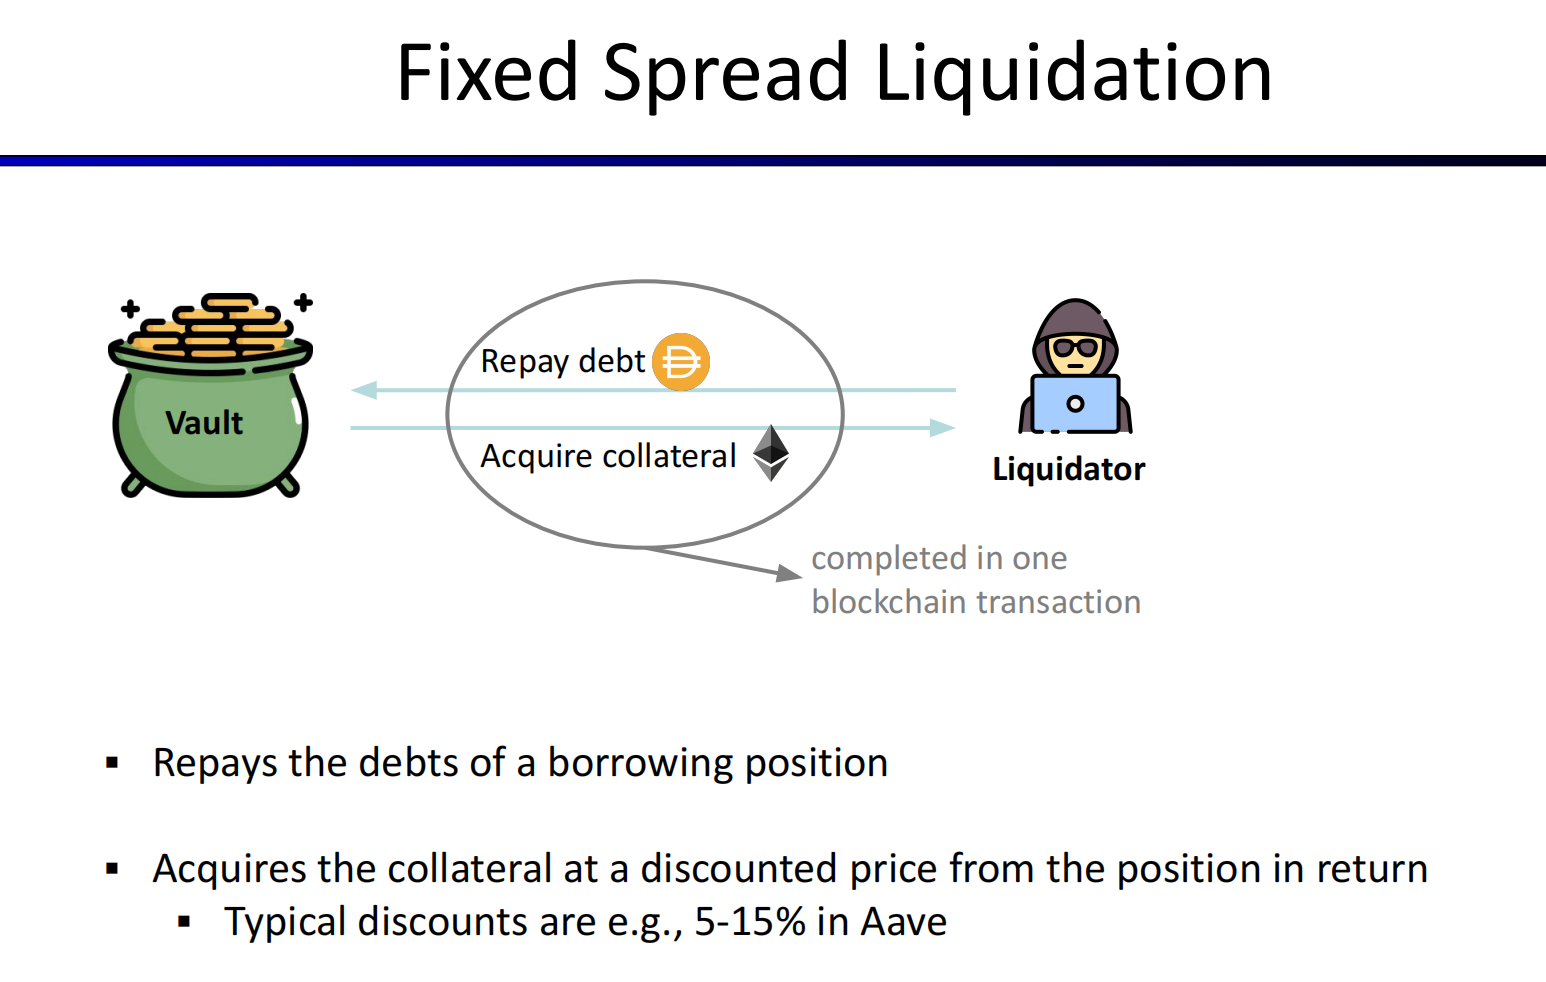 Fixed Spread Liquidation
Repay debt
Vault
Acquire collateral
Liquidator
completed in one
blockchain transaction
▪ Repays the debts of a borrowing position
▪ Acquires the collateral at a discounted price from the position in return
▪ Typical discounts are e.g., 5-15% in Aave